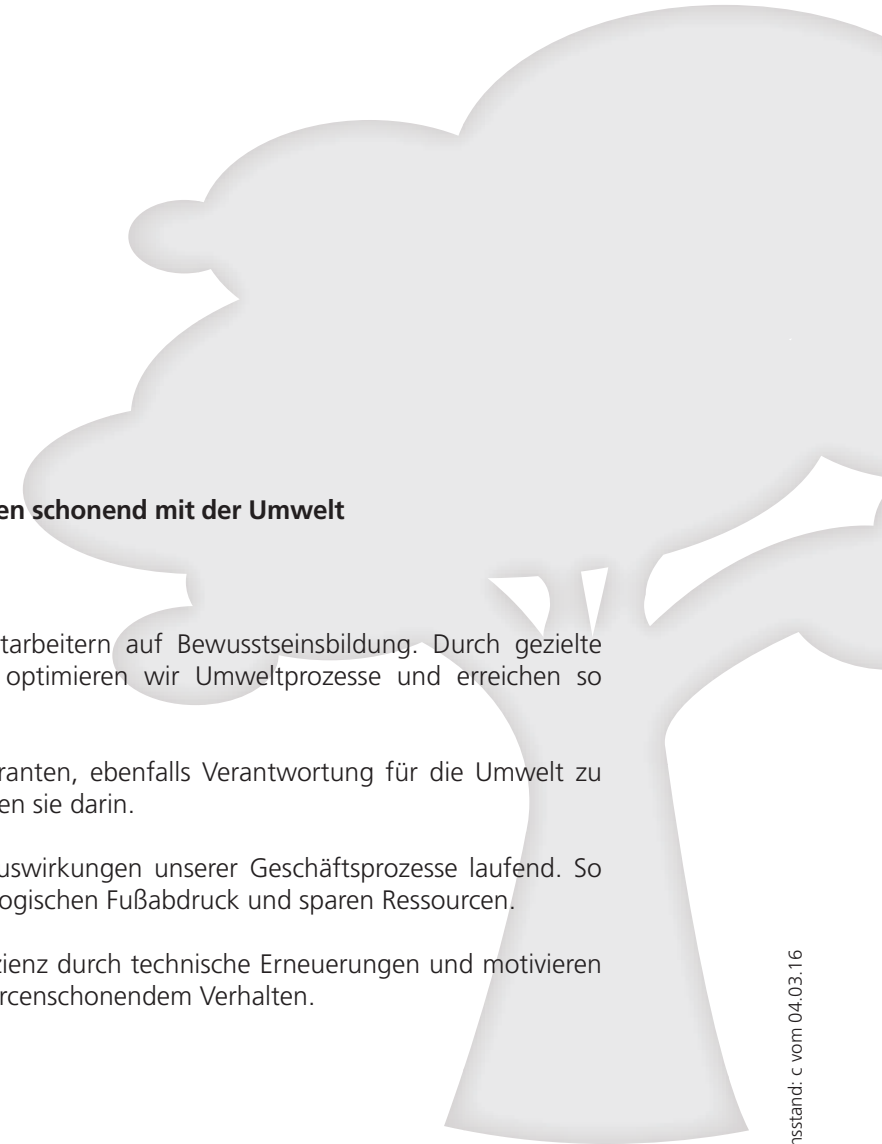 en schonend mit der Umwelt
tarbeitern auf Bewusstseinsbildung. Durch gezielte
optimieren wir Umweltprozesse und erreichen so
ranten, ebenfalls Verantwortung für die Umwelt zu
en sie darin.
uswirkungen unserer Geschäftsprozesse laufend. So
logischen Fußabdruck und sparen Ressourcen.
zienz durch technische Erneuerungen und motivieren
rcenschonendem Verhalten.
nsstand: c vom 04.03.16